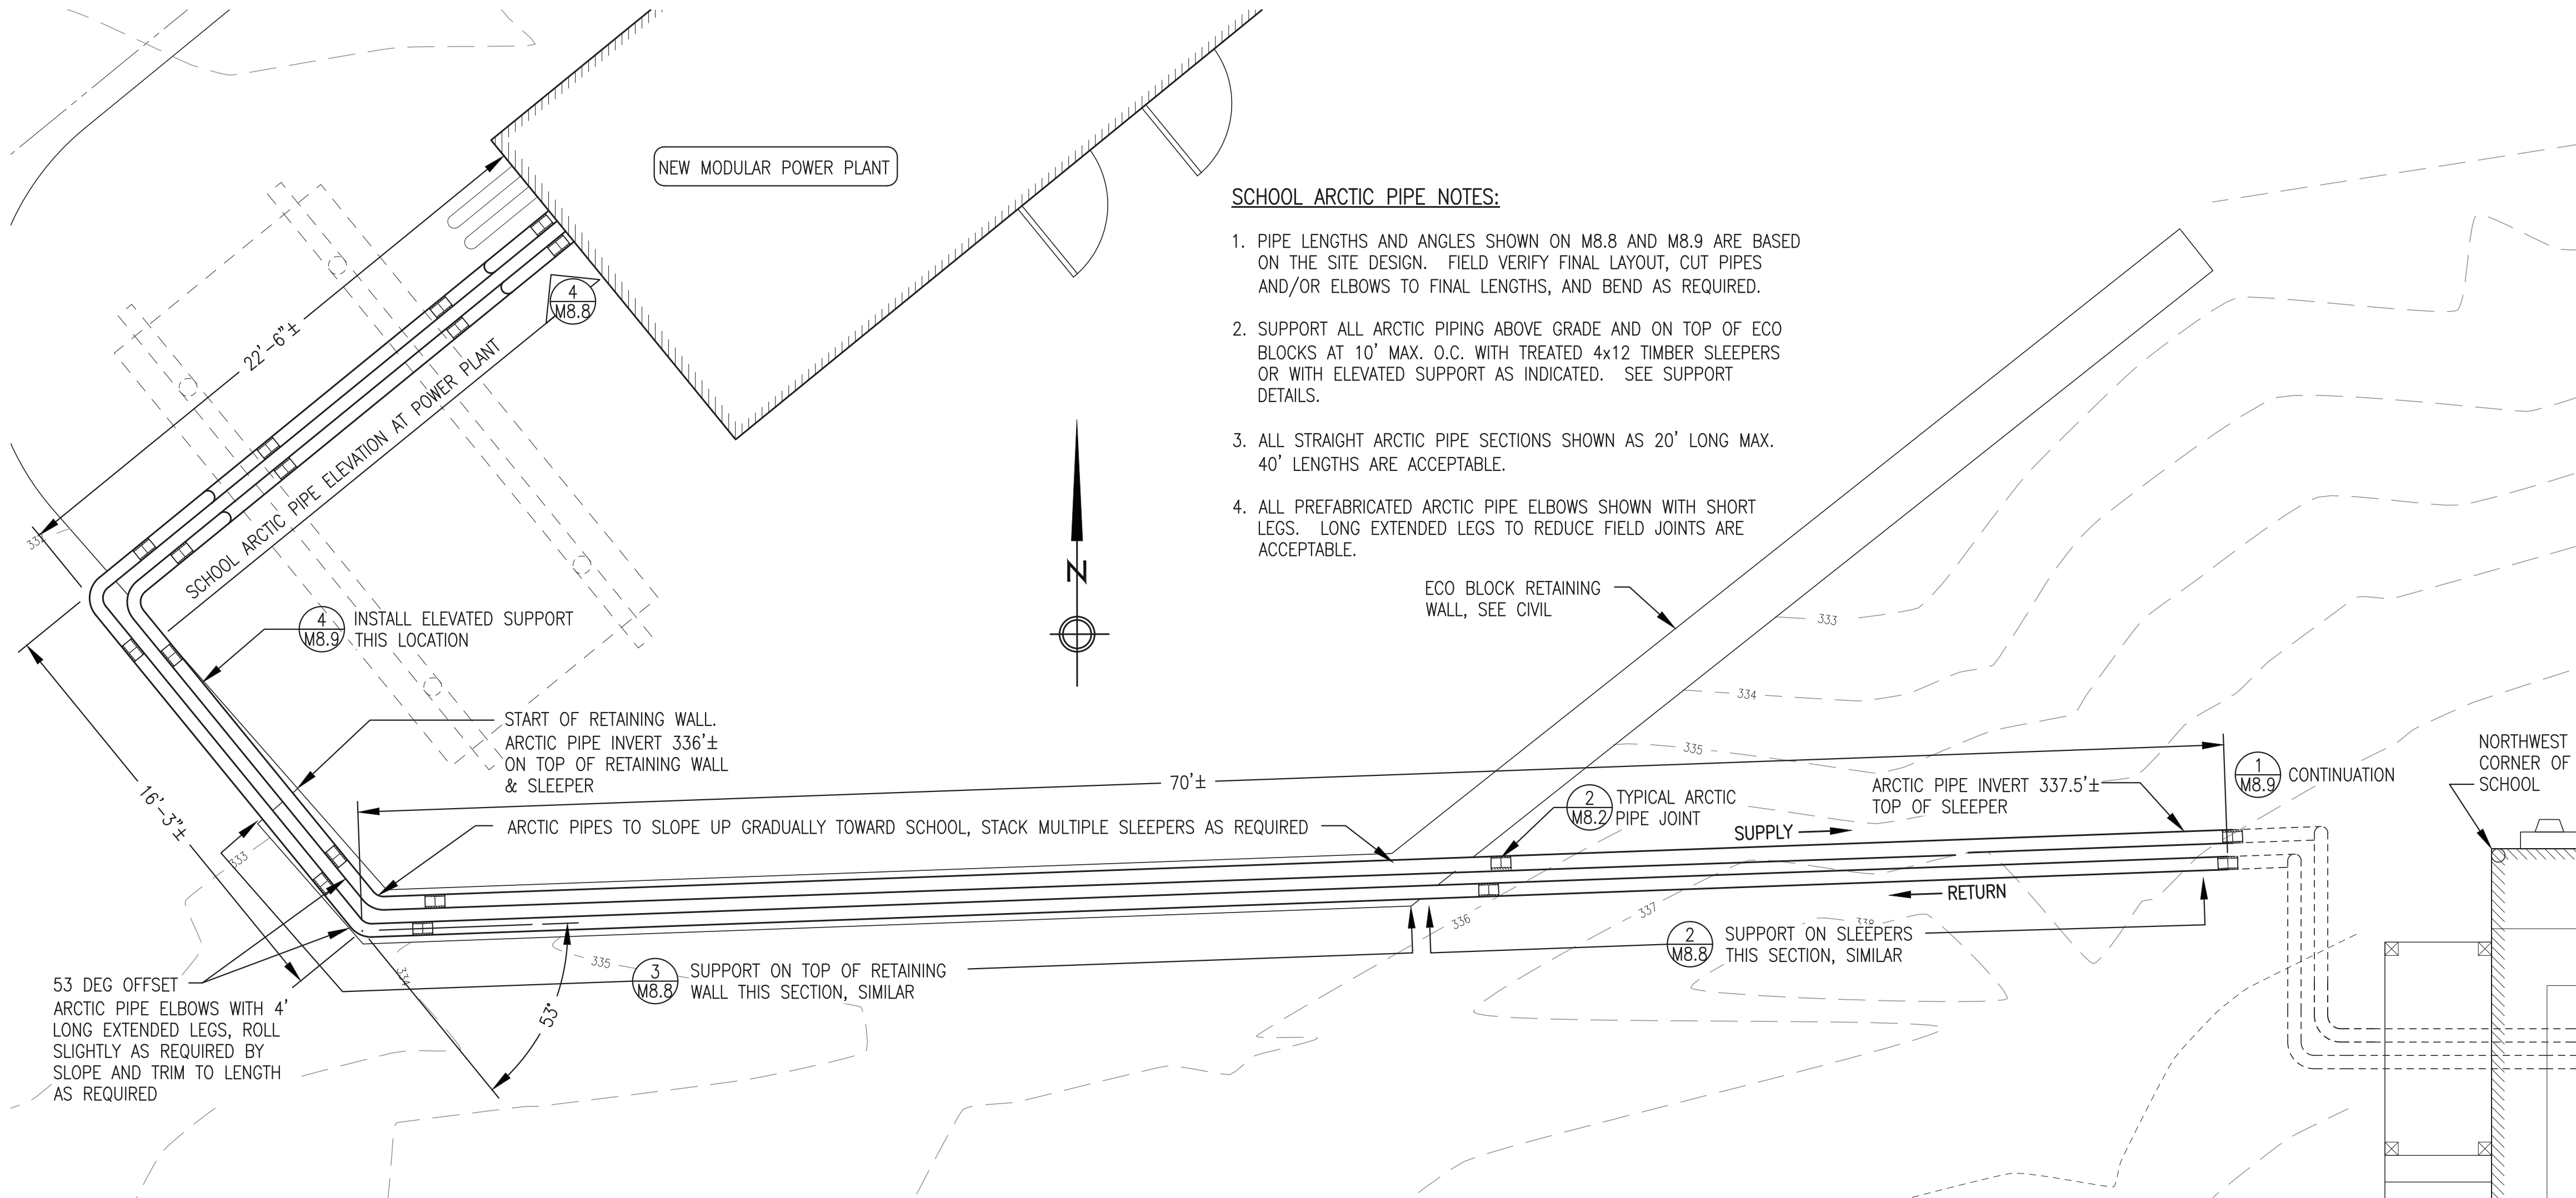 NEW MODULAR POWER PLANT
22'-6"±
SCHOOL ARCTIC PIPE ELEVATION AT POWER PLANT
4
M8.8
SCHOOL ARCTIC PIPE NOTES:
1. PIPE LENGTHS AND ANGLES SHOWN ON M8.8 AND M8.9 ARE BASED
ON THE SITE DESIGN. FIELD VERIFY FINAL LAYOUT, CUT PIPES
AND/OR ELBOWS TO FINAL LENGTHS, AND BEND AS REQUIRED.
2. SUPPORT ALL ARCTIC PIPING ABOVE GRADE AND ON TOP OF ECO
BLOCKS AT 10' MAX. O.C. WITH TREATED 4x12 TIMBER SLEEPERS
OR WITH ELEVATED SUPPORT AS INDICATED. SEE SUPPORT
DETAILS.
3. ALL STRAIGHT ARCTIC PIPE SECTIONS SHOWN AS 20' LONG MAX.
40' LENGTHS ARE ACCEPTABLE.
4. ALL PREFABRICATED ARCTIC PIPE ELBOWS SHOWN WITH SHORT
LEGS. LONG EXTENDED LEGS TO REDUCE FIELD JOINTS ARE
ACCEPTABLE.
N
ECO BLOCK RETAINING
WALL, SEE CIVIL
333
334
335
4
M8.9
INSTALL ELEVATED SUPPORT
THIS LOCATION
START OF RETAINING WALL.
ARCTIC PIPE INVERT 336'±
ON TOP OF RETAINING WALL
& SLEEPER
16'-3"±
70'±
ARCTIC PIPES TO SLOPE UP GRADUALLY TOWARD SCHOOL, STACK MULTIPLE SLEEPERS AS REQUIRED
2
M8.2
TYPICAL ARCTIC
PIPE JOINT
ARCTIC PIPE INVERT 337.5'±
TOP OF SLEEPER
1
M8.9
CONTINUATION
NORTHWEST
CORNER OF
SCHOOL
SUPPLY
RETURN
333
334
335
336
337
338
3
M8.8
SUPPORT ON TOP OF RETAINING
WALL THIS SECTION, SIMILAR
2
M8.8
SUPPORT ON SLEEPERS
THIS SECTION, SIMILAR
53°
53 DEG OFFSET
ARCTIC PIPE ELBOWS WITH 4'
LONG EXTENDED LEGS, ROLL
SLIGHTLY AS REQUIRED BY
SLOPE AND TRIM TO LENGTH
AS REQUIRED